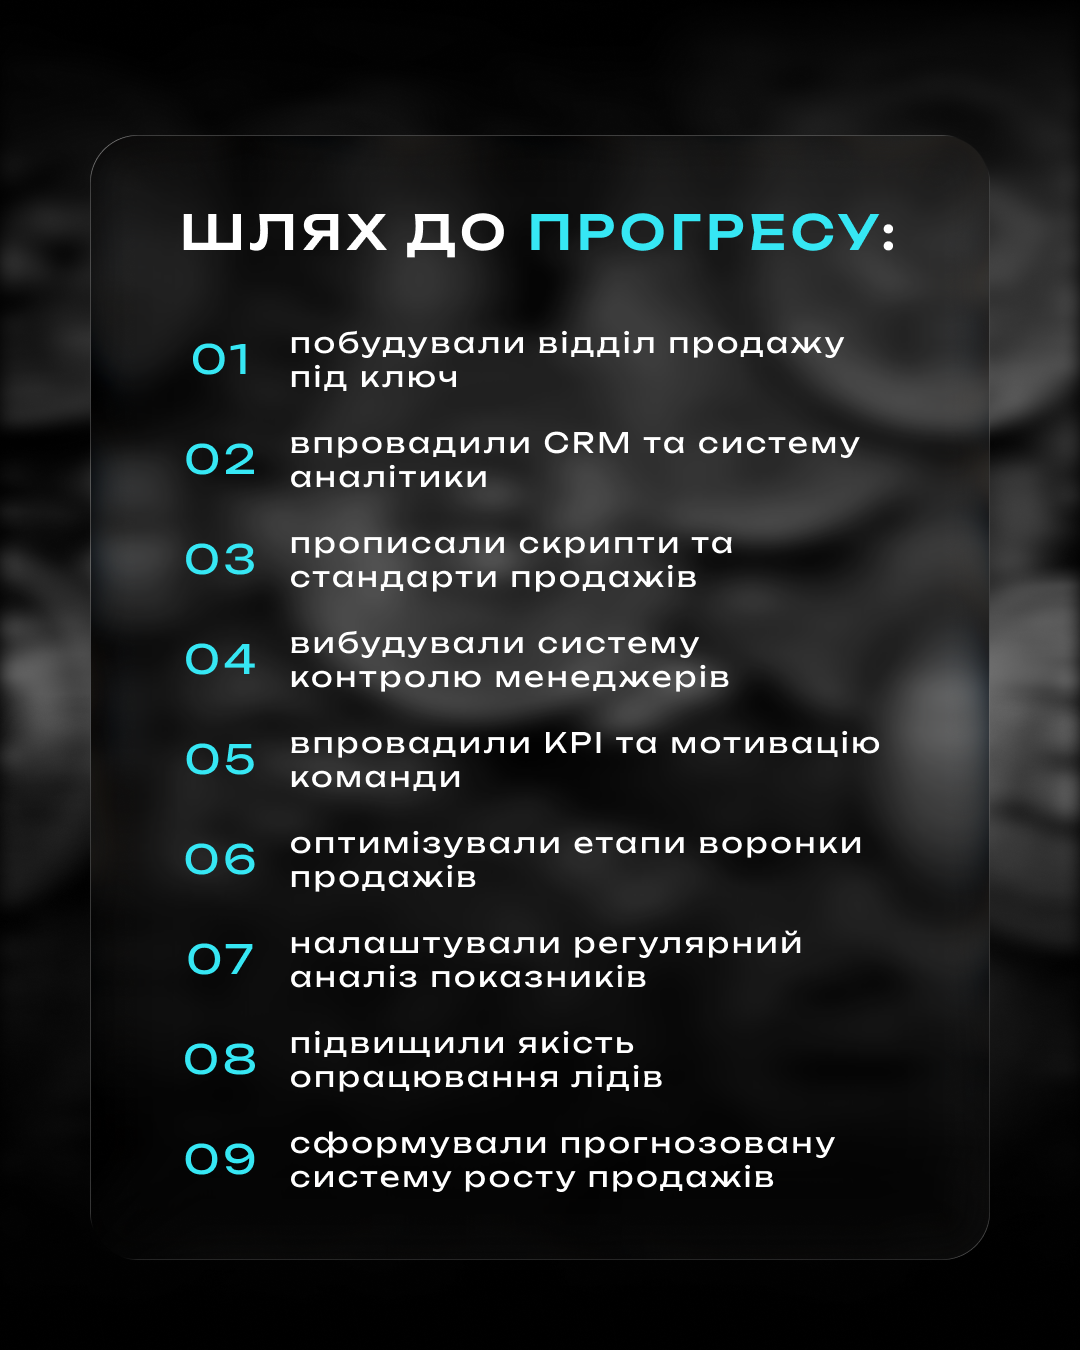 ШЛЯХ ДО ПРОГРЕСУ:
01 побудували відділ продажу
під ключ
02 впровадили CRM та систему
аналітики
03 прописали скрипти та
стандарти продажів
04 вибудували систему
контролю менеджерів
05 впровадили KPI та мотивацію
команди
06 оптимізували етапи воронки
продажів
07 налаштували регулярний
аналіз показників
08 підвищили якість
опрацювання лідів
09 сформували прогнозовану
систему росту продажів